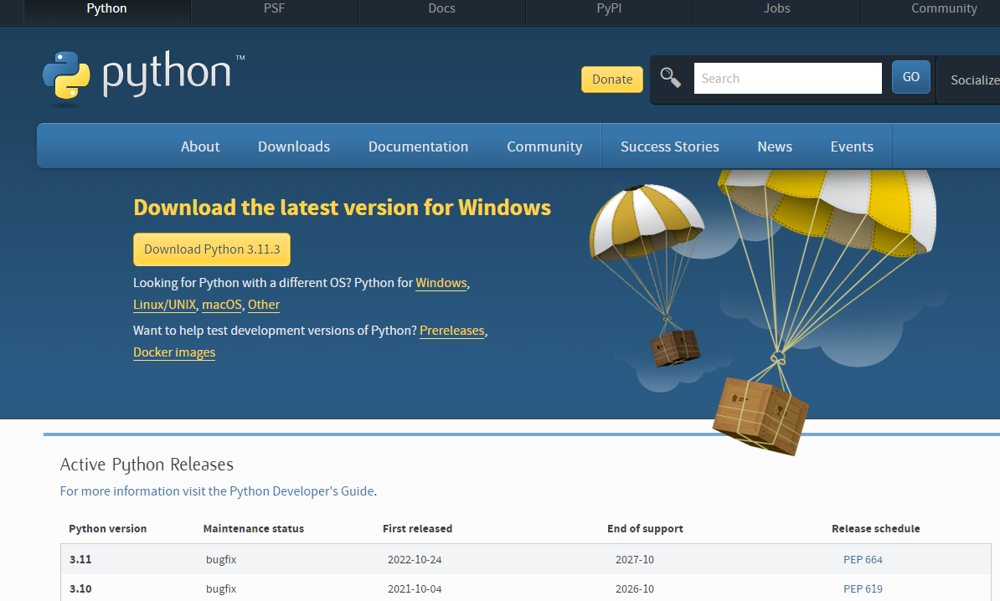 Python PSF Docs PyPI Jobs Community
python™
Donate Search GO Socialize
About Downloads Documentation Community Success Stories News Events
Download the latest version for Windows
Download Python 3.11.3
Looking for Python with a different OS? Python for Windows,
Linux/UNIX, macOS, Other
Want to help test development versions of Python? Prereleases,
Docker images
Active Python Releases
For more information visit the Python Developer's Guide.
Python version Maintenance status First released End of support Release schedule
3.11 bugfix 2022-10-24 2027-10 PEP 664
3.10 bugfix 2021-10-04 2026-10 PEP 619